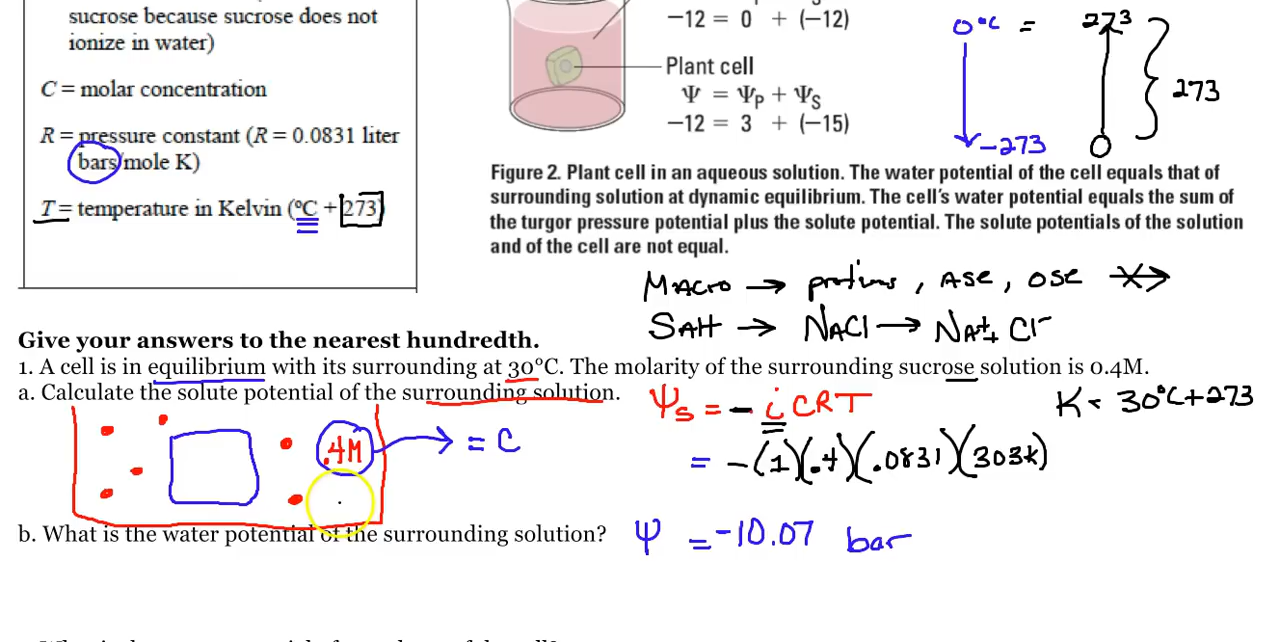 sucrose because sucrose does not
ionize in water)
C = molar concentration
R = pressure constant (R = 0.0831 liter
bars/mole K)
T = temperature in Kelvin (°C + 273)
-12 = 0 + (-12)
Plant cell
Ψ = ΨP + ΨS
-12 = 3 + (-15)
0°C = 273
273
-273 0
Figure 2. Plant cell in an aqueous solution. The water potential of the cell equals that of
surrounding solution at dynamic equilibrium. The cell's water potential equals the sum of
the turgor pressure potential plus the solute potential. The solute potentials of the solution
and of the cell are not equal.
MACRO → proteins, ASE, OSE
SAlt → NACl → NA+ + Cl-
Give your answers to the nearest hundredth.
1. A cell is in equilibrium with its surrounding at 30°C. The molarity of the surrounding sucrose solution is 0.4M.
a. Calculate the solute potential of the surrounding solution.
Ψs = -iCRT
K = 30°C+273
.4M → = C
= -(1)(.4)(.0831)(303K)
b. What is the water potential of the surrounding solution?
Ψ = -10.07 bar